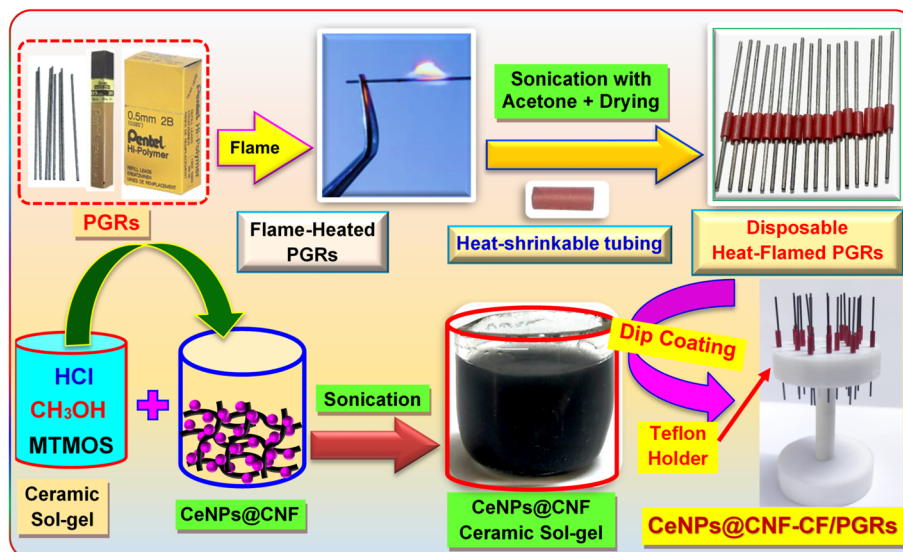 0.5mm 2B
Pentel
Hi-Polymer
PGRs
Flame
Flame-Heated
PGRs
Sonication with
Acetone + Drying
Heat-shrinkable tubing
Disposable
Heat-Flamed PGRs
HCl
CH₃OH
MTMOS
Ceramic
Sol-gel
+
CeNPs@CNF
Sonication
CeNPs@CNF
Ceramic Sol-gel
Dip Coating
Teflon
Holder
CeNPs@CNF-CF/PGRs